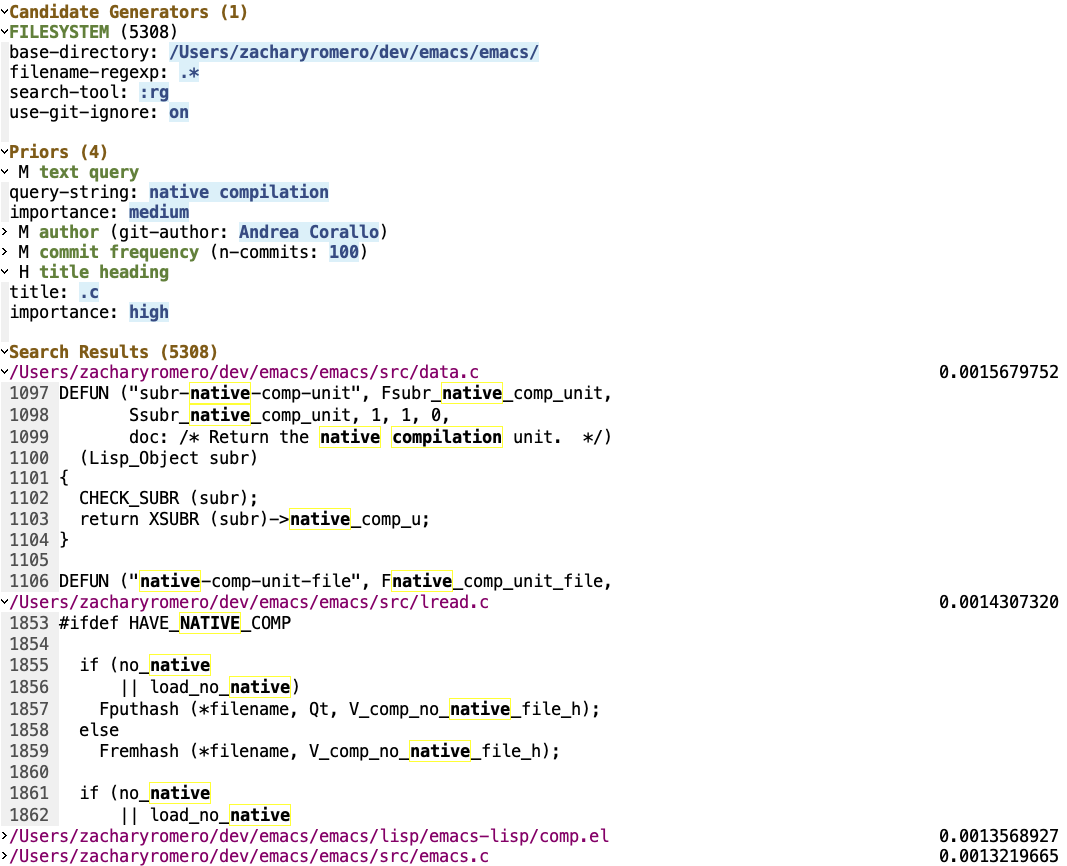 Candidate Generators (1)
FILESYSTEM (5308)
base-directory: /Users/zacharyromero/dev/emacs/emacs/
filename-regexp: .*
search-tool: :rg
use-git-ignore: on
Priors (4)
M text query
query-string: native compilation
importance: medium
> M author (git-author: Andrea Corallo)
> M commit frequency (n-commits: 100)
H title heading
title: .c
importance: high
Search Results (5308)
/Users/zacharyromero/dev/emacs/emacs/src/data.c 0.0015679752
1097 DEFUN ("subr-native-comp-unit", Fsubr_native_comp_unit,
1098 Ssubr_native_comp_unit, 1, 1, 0,
1099 doc: /* Return the native compilation unit.  */)
1100 (Lisp_Object subr)
1101 {
1102 CHECK_SUBR (subr);
1103 return XSUBR (subr)->native_comp_u;
1104 }
1105
1106 DEFUN ("native-comp-unit-file", Fnative_comp_unit_file,
/Users/zacharyromero/dev/emacs/emacs/src/lread.c 0.0014307320
1853 #ifdef HAVE_NATIVE_COMP
1854
1855 if (no_native
1856 || load_no_native)
1857 Fputhash (*filename, Qt, V_comp_no_native_file_h);
1858 else
1859 Fremhash (*filename, V_comp_no_native_file_h);
1860
1861 if (no_native
1862 || load_no_native
>/Users/zacharyromero/dev/emacs/emacs/lisp/emacs-lisp/comp.el 0.0013568927
>/Users/zacharyromero/dev/emacs/emacs/src/emacs.c 0.0013219665